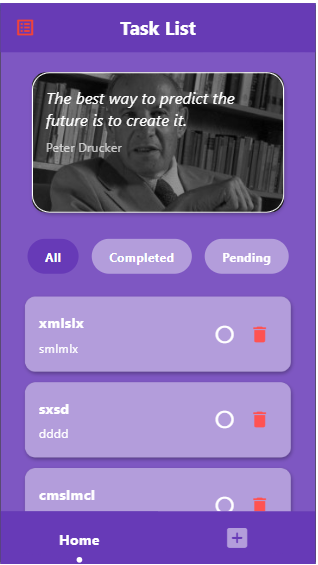 Task List
The best way to predict the
future is to create it.
Peter Drucker
All
Completed
Pending
xmlslx
smlmlx
sxsd
dddd
cmslmcl
Home